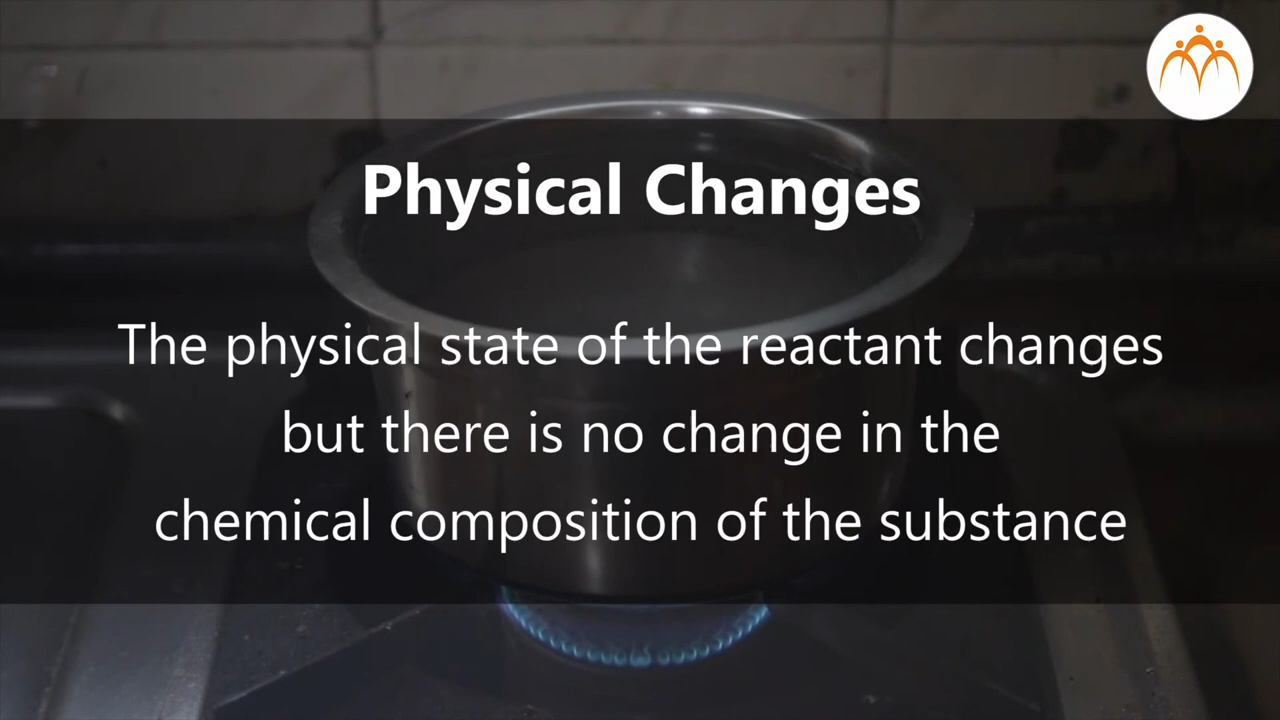 Physical Changes
The physical state of the reactant changes
but there is no change in the
chemical composition of the substance